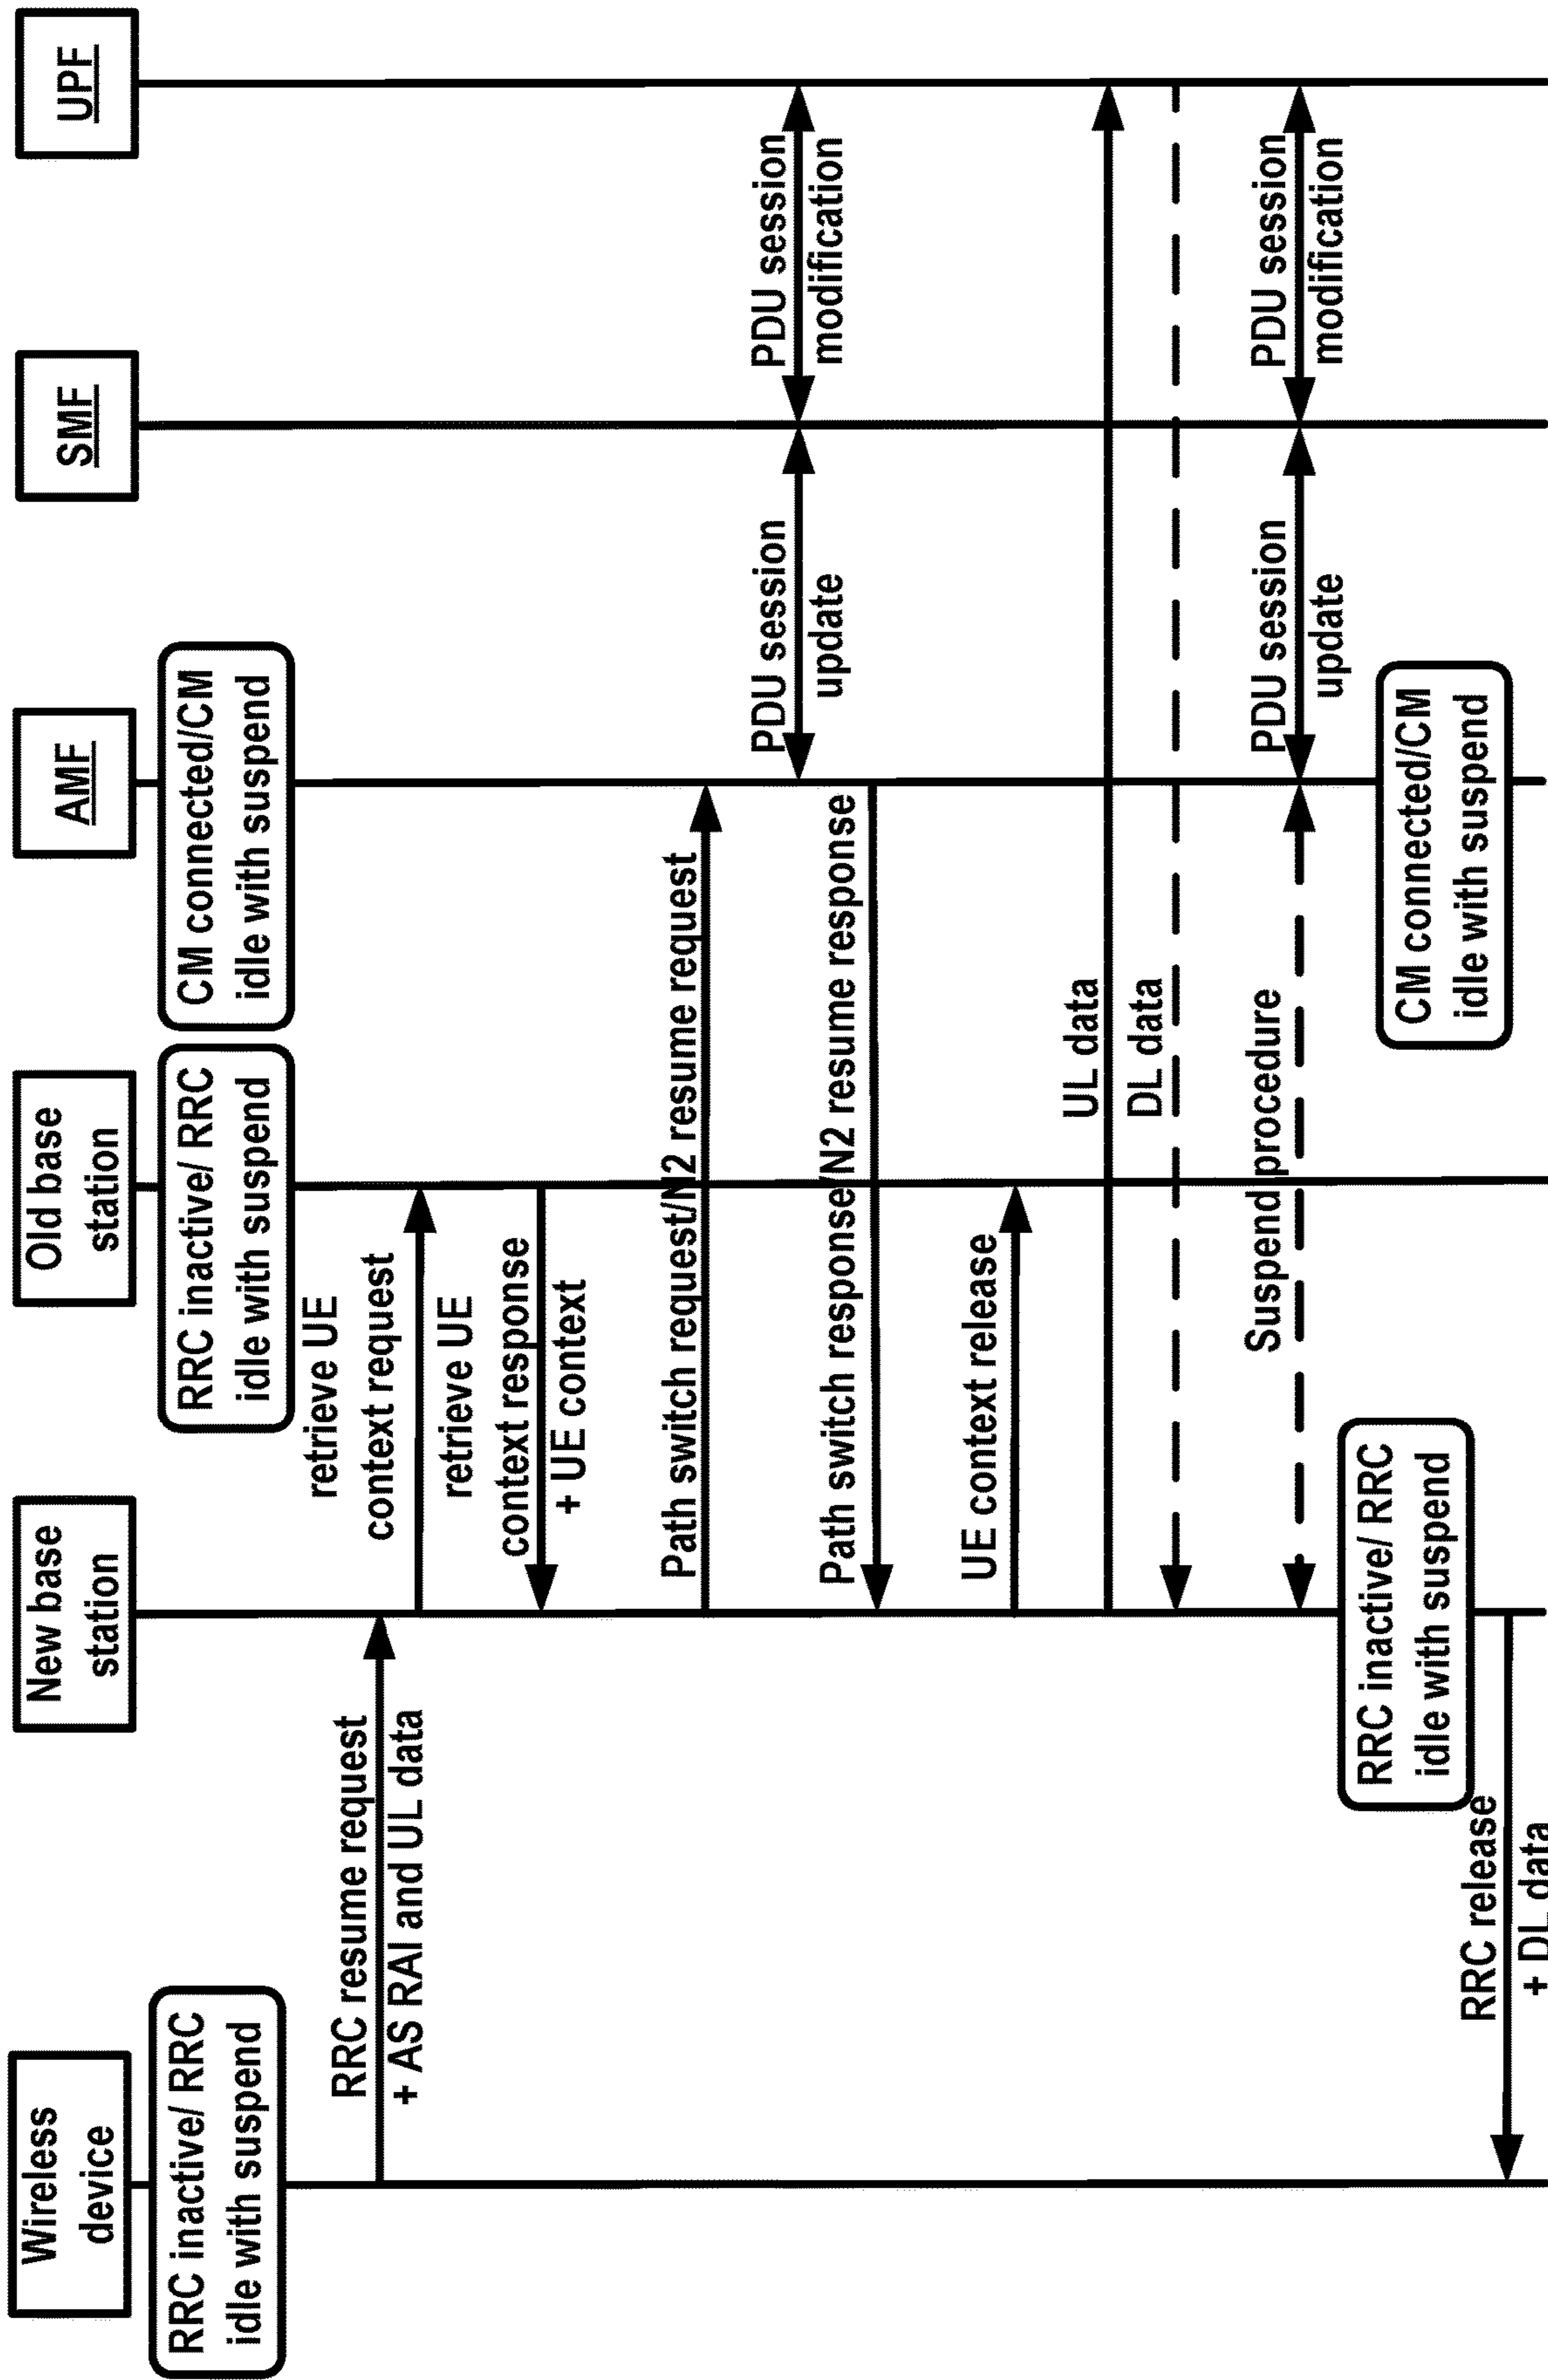 Wireless
device
New base
station
Old base
station
AMF
SMF
UPF
RRC inactive/ RRC
idle with suspend
RRC inactive/ RRC
idle with suspend
CM connected/CM
idle with suspend
RRC resume request
+ AS RAI and UL data
retrieve UE
context request
retrieve UE
context response
+ UE context
Path switch request/N2 resume request
PDU session
update
PDU session
modification
Path switch response/N2 resume response
UE context release
UL data
DL data
Suspend procedure
PDU session
update
PDU session
modification
RRC inactive/ RRC
idle with suspend
CM connected/CM
idle with suspend
RRC release
+ DL data